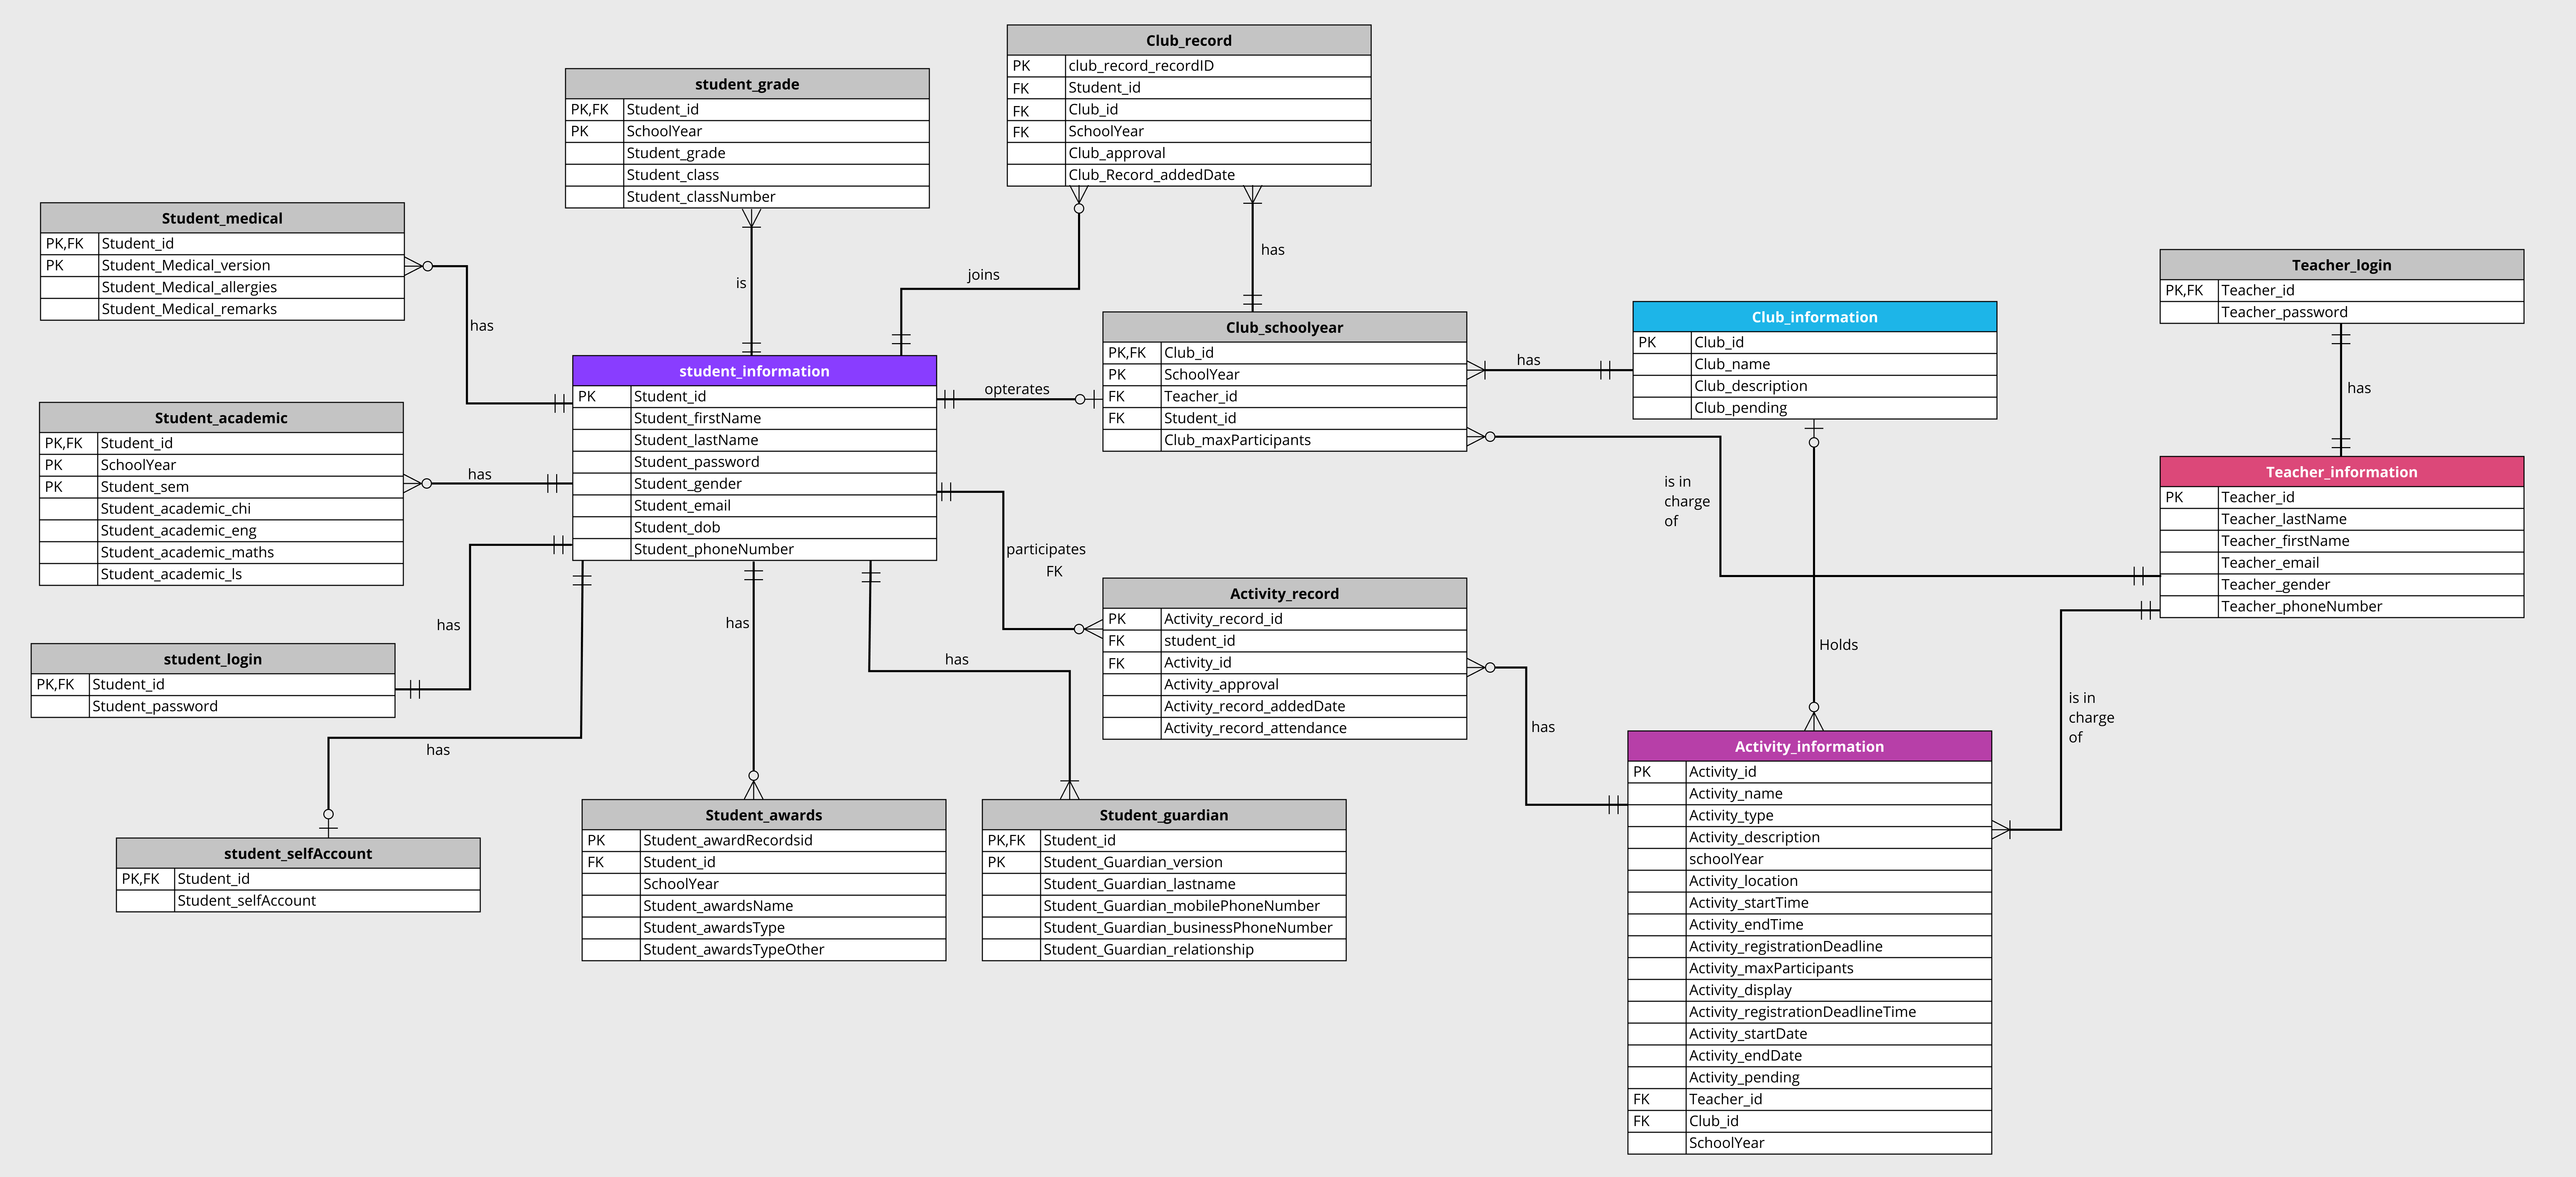 Club_record
PK club_record_recordID
FK Student_id
FK Club_id
FK SchoolYear
Club_approval
Club_Record_addedDate
student_grade
PK,FK Student_id
PK SchoolYear
Student_grade
Student_class
Student_classNumber
Student_medical
PK,FK Student_id
PK Student_Medical_version
Student_Medical_allergies
Student_Medical_remarks
has
is
joins
has
Club_schoolyear
PK,FK Club_id
PK SchoolYear
FK Teacher_id
FK Student_id
Club_maxParticipants
has
Club_information
PK Club_id
Club_name
Club_description
Club_pending
Teacher_login
PK,FK Teacher_id
Teacher_password
has
student_information
PK Student_id
Student_firstName
Student_lastName
Student_password
Student_gender
Student_email
Student_dob
Student_phoneNumber
opterates
Student_academic
PK,FK Student_id
PK SchoolYear
PK Student_sem
Student_academic_chi
Student_academic_eng
Student_academic_maths
Student_academic_ls
has
is in
charge
of
Teacher_information
PK Teacher_id
Teacher_lastName
Teacher_firstName
Teacher_email
Teacher_gender
Teacher_phoneNumber
participates
FK
Activity_record
PK Activity_record_id
FK student_id
FK Activity_id
Activity_approval
Activity_record_addedDate
Activity_record_attendance
has
has
has
Holds
student_login
PK,FK Student_id
Student_password
has
has
is in
charge
of
Activity_information
PK Activity_id
Activity_name
Activity_type
Activity_description
schoolYear
Activity_location
Activity_startTime
Activity_endTime
Activity_registrationDeadline
Activity_maxParticipants
Activity_display
Activity_registrationDeadlineTime
Activity_startDate
Activity_endDate
Activity_pending
FK Teacher_id
FK Club_id
SchoolYear
student_selfAccount
PK,FK Student_id
Student_selfAccount
Student_awards
PK Student_awardRecordsid
FK Student_id
SchoolYear
Student_awardsName
Student_awardsType
Student_awardsTypeOther
Student_guardian
PK,FK Student_id
PK Student_Guardian_version
Student_Guardian_lastname
Student_Guardian_mobilePhoneNumber
Student_Guardian_businessPhoneNumber
Student_Guardian_relationship